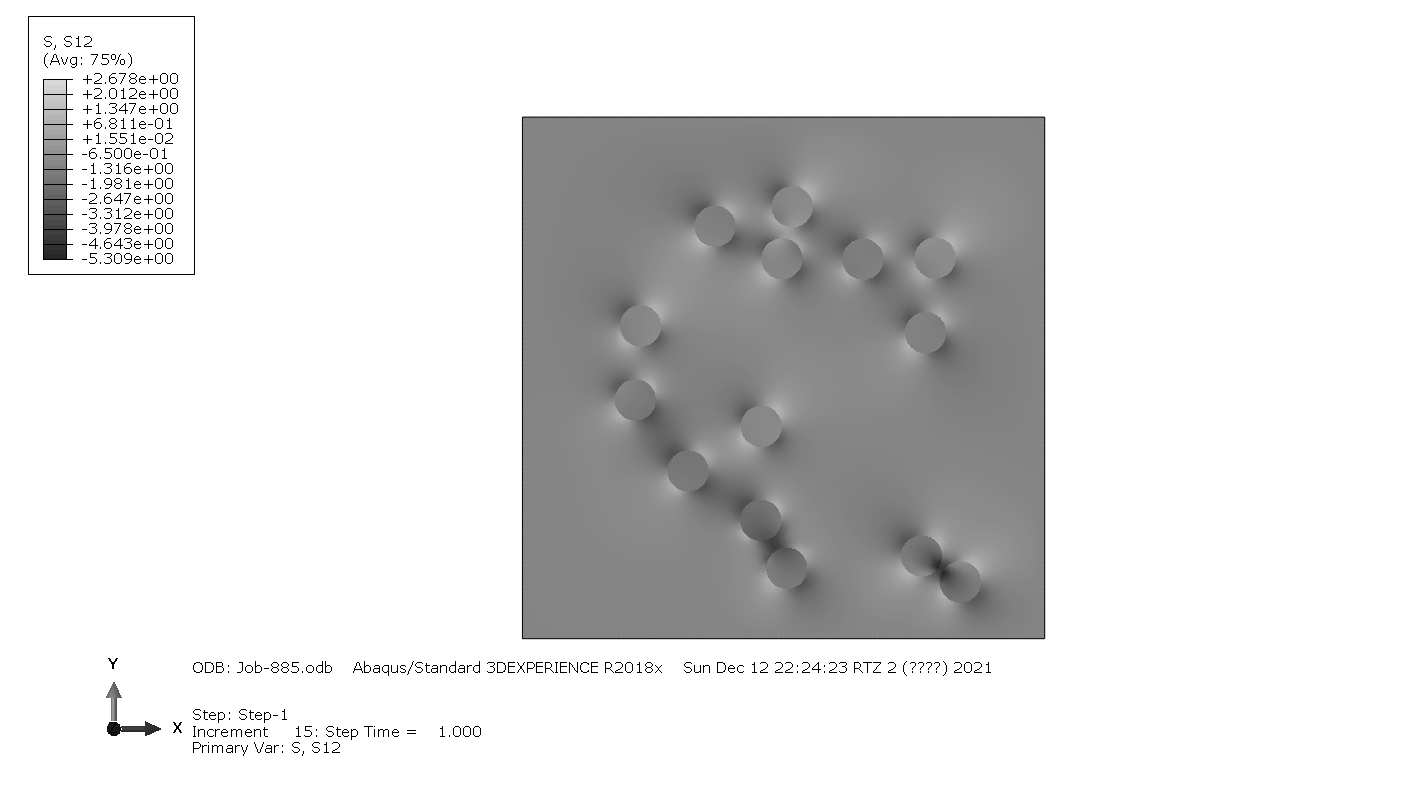 S, S12
(Avg: 75%)
+2.678e+00
+2.012e+00
+1.347e+00
+6.811e-01
+1.551e-02
-6.500e-01
-1.316e+00
-1.981e+00
-2.647e+00
-3.312e+00
-3.978e+00
-4.643e+00
-5.309e+00
Y
X
ODB: Job-885.odb    Abaqus/Standard 3DEXPERIENCE R2018x    Sun Dec 12 22:24:23 RTZ 2 (????) 2021
Step: Step-1
Increment     15: Step Time =    1.000
Primary Var: S, S12